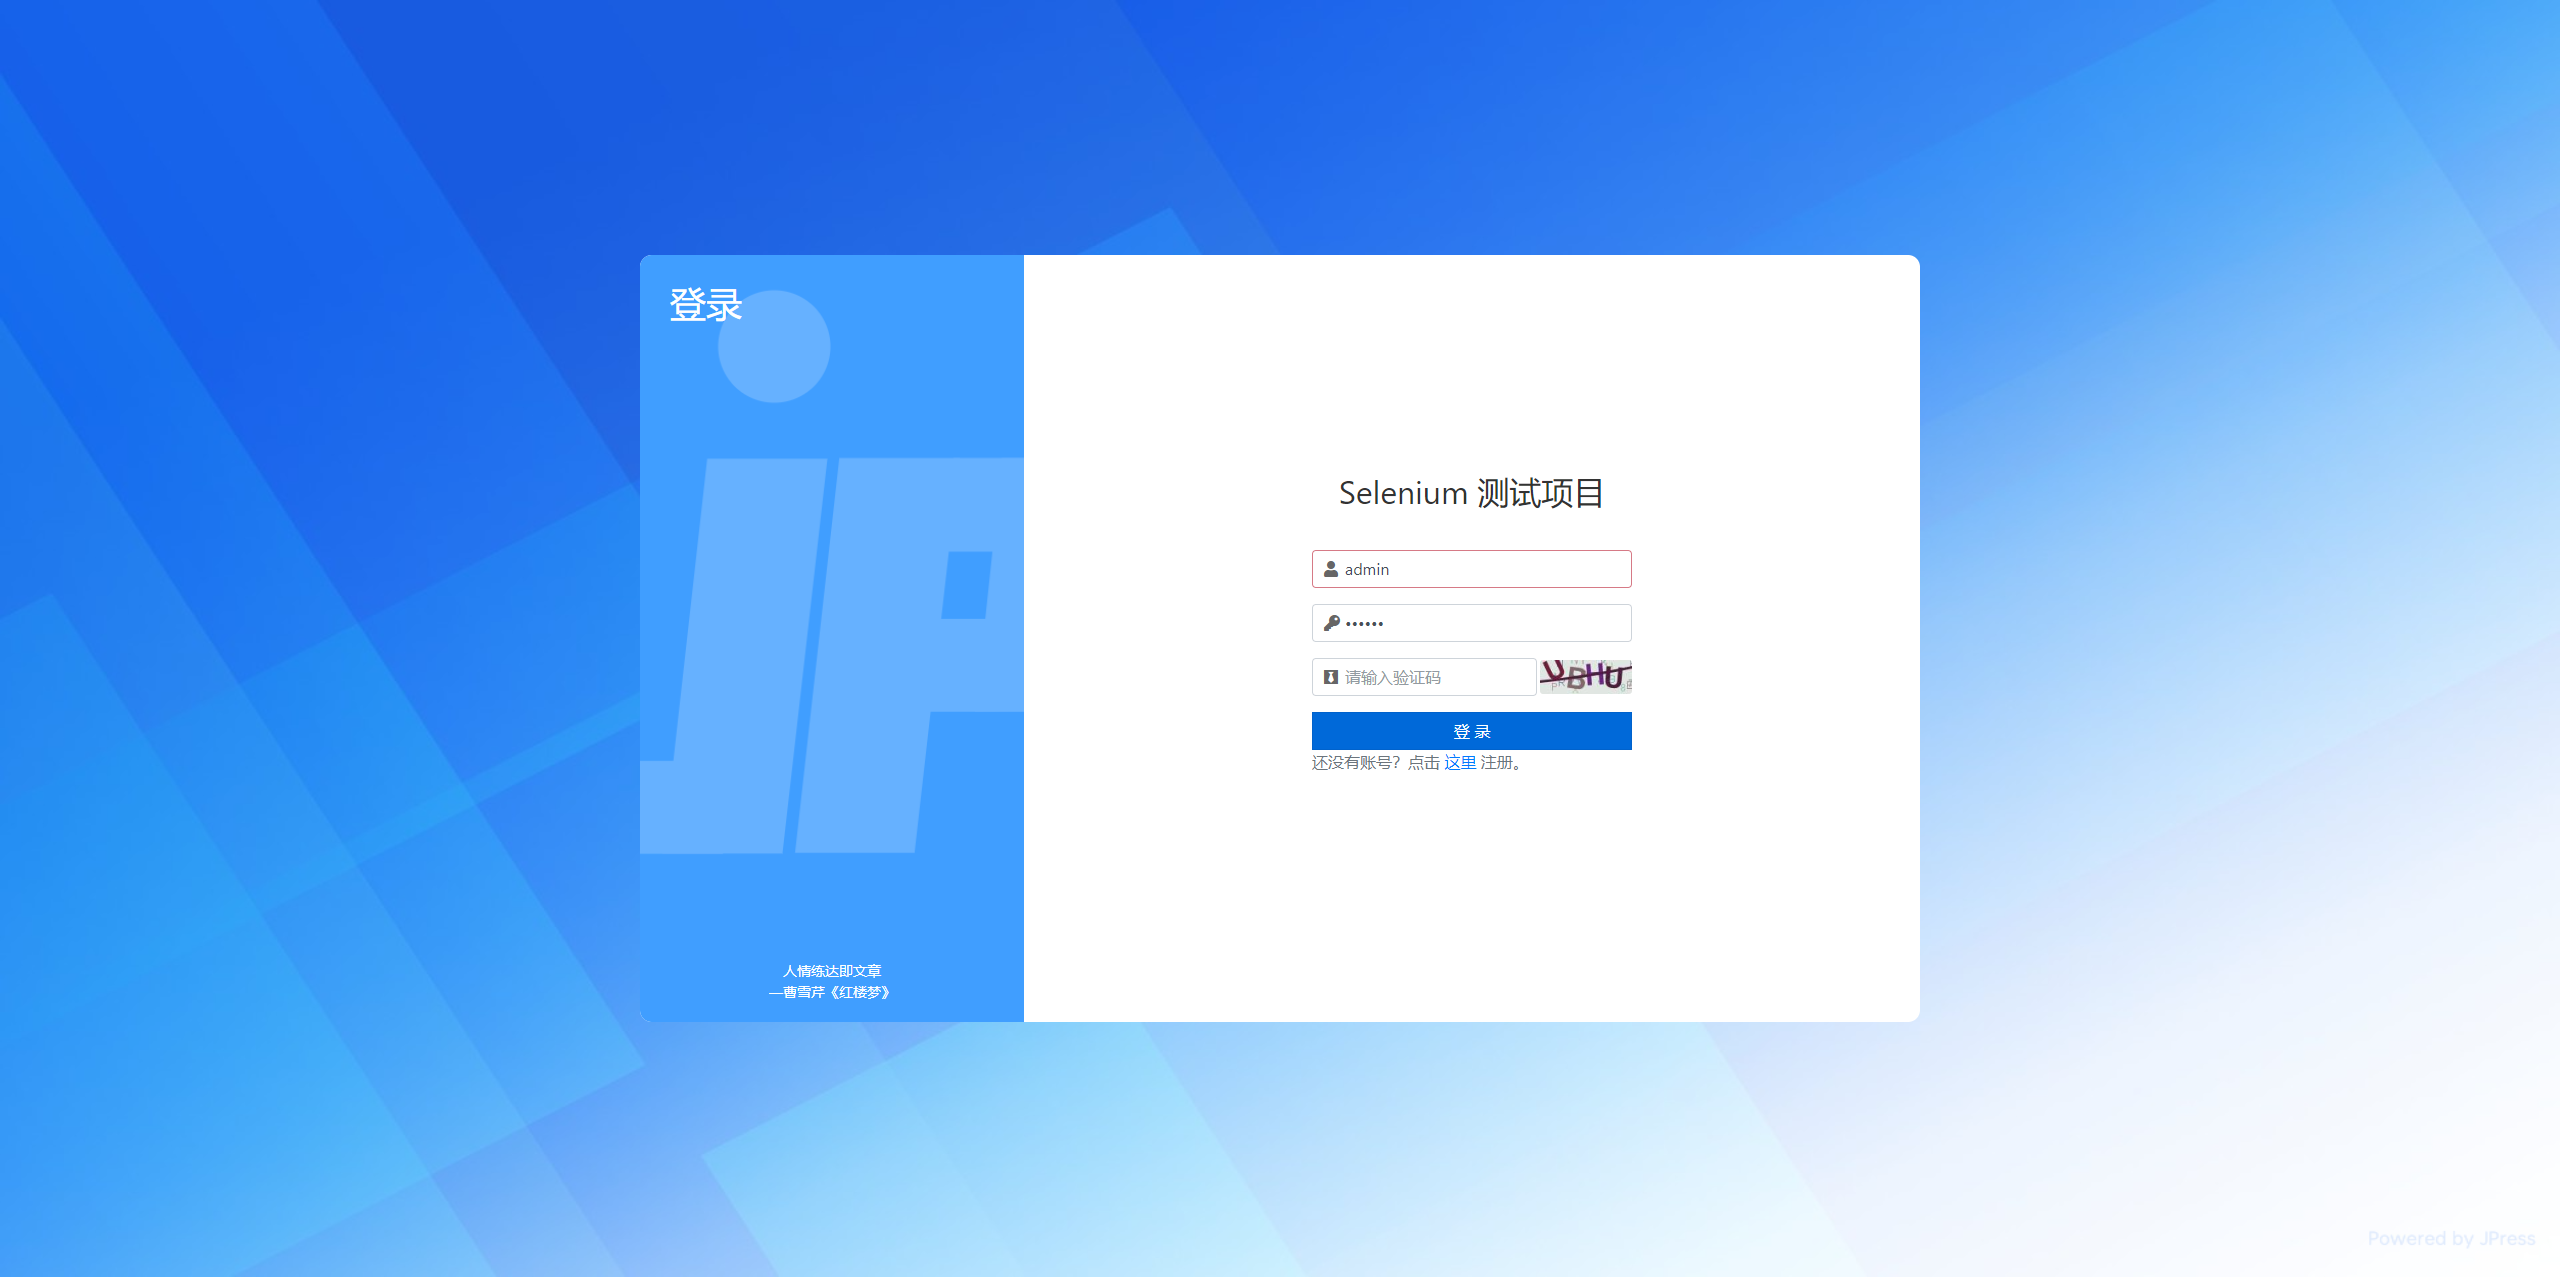 登录
JP
Selenium 测试项目
admin
••••••
请输入验证码
UBHU
登 录
还没有账号？点击 这里 注册。
人情练达即文章
—曹雪芹《红楼梦》
Powered by JPress